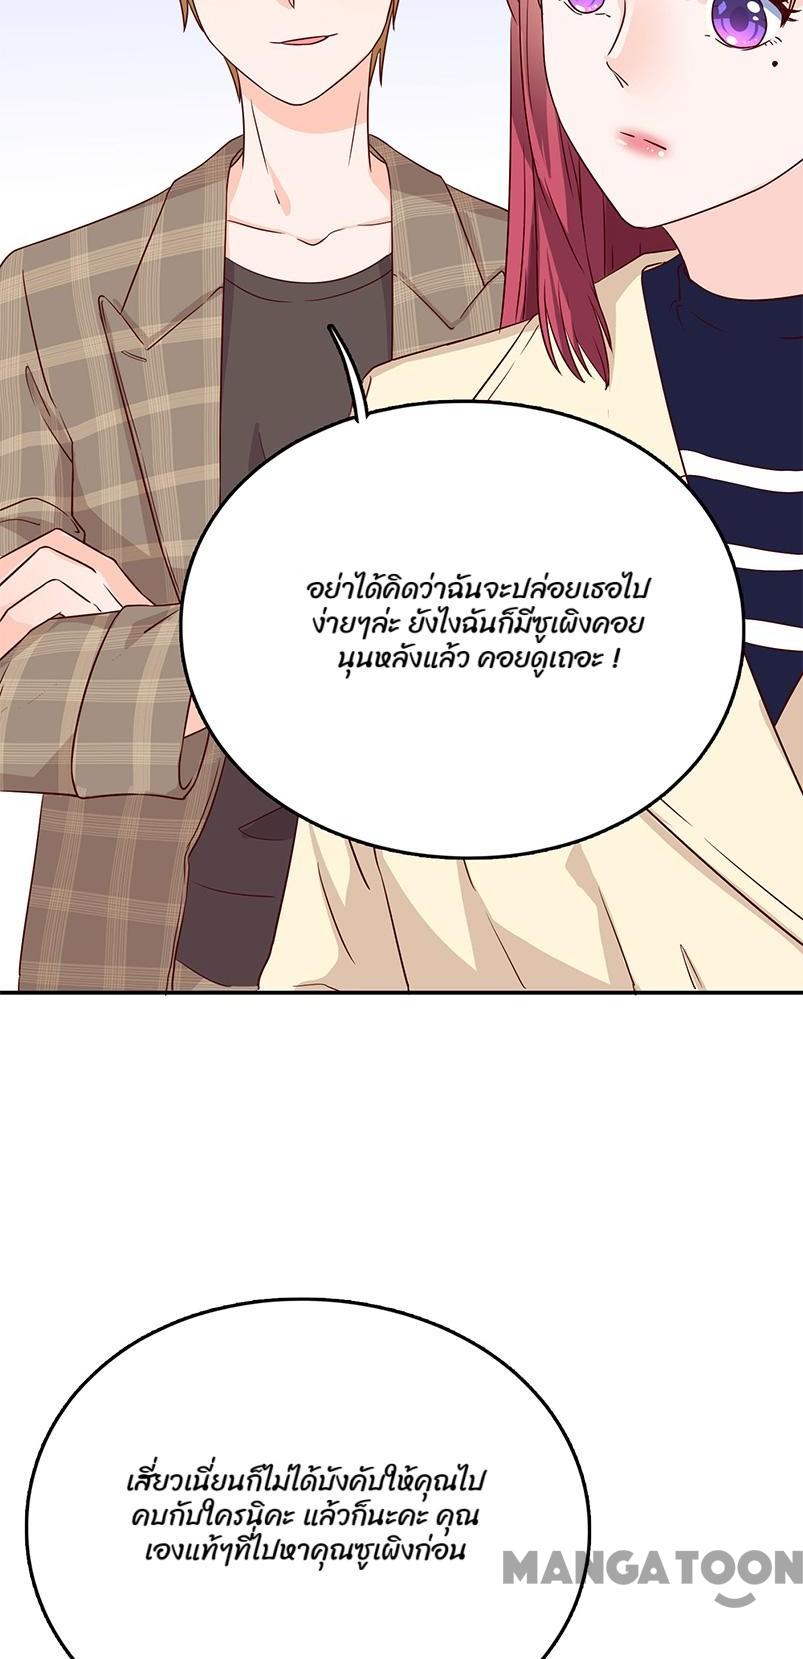 อย่าได้คิดว่าฉันจะปล่อยเธอไป
ง่ายๆล่ะ ยังไงฉันก็มีซูเผิงคอย
นุนหลังแล้ว คอยดูเถอะ !
เสี่ยวเนี่ยนก็ไม่ได้บังคับให้คุณไป
คบกับใครนิคะ แล้วก็นะคะ คุณ
เองแท้ๆที่ไปหาคุณซูเผิงก่อน
MANGATOON